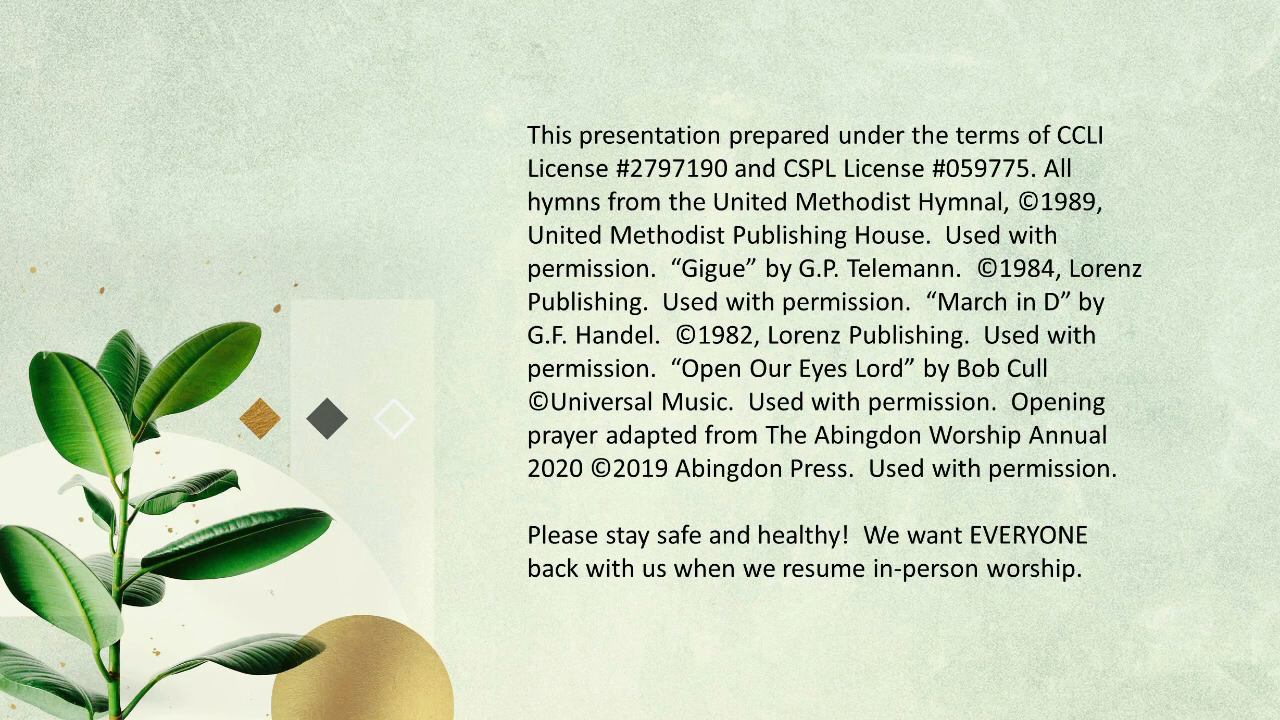 This presentation prepared under the terms of CCLI
License #2797190 and CSPL License #059775. All
hymns from the United Methodist Hymnal, ©1989,
United Methodist Publishing House.  Used with
permission.  “Gigue” by G.P. Telemann.  ©1984, Lorenz
Publishing.  Used with permission.  “March in D” by
G.F. Handel.  ©1982, Lorenz Publishing.  Used with
permission.  “Open Our Eyes Lord” by Bob Cull
©Universal Music.  Used with permission.  Opening
prayer adapted from The Abingdon Worship Annual
2020 ©2019 Abingdon Press.  Used with permission.
Please stay safe and healthy!  We want EVERYONE
back with us when we resume in-person worship.